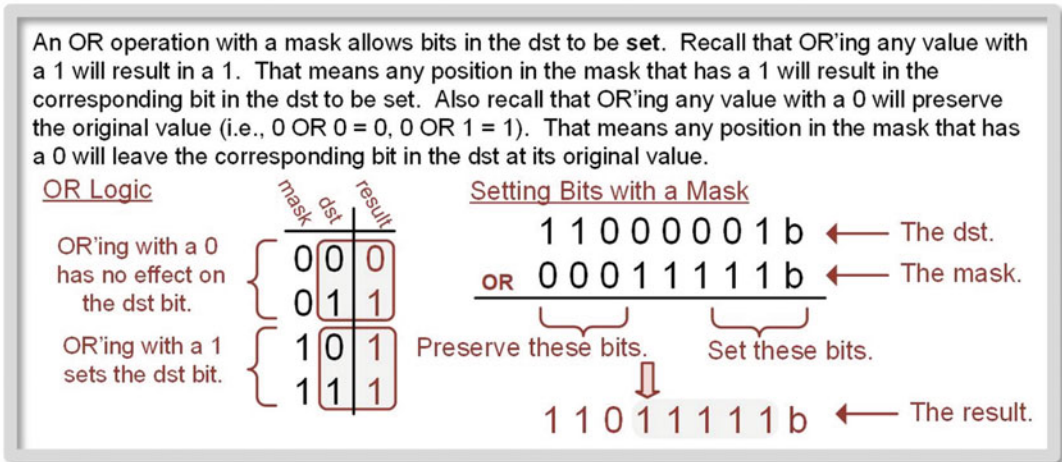 An OR operation with a mask allows bits in the dst to be set. Recall that OR'ing any value with
a 1 will result in a 1. That means any position in the mask that has a 1 will result in the
corresponding bit in the dst to be set. Also recall that OR'ing any value with a 0 will preserve
the original value (i.e., 0 OR 0 = 0, 0 OR 1 = 1). That means any position in the mask that has
a 0 will leave the corresponding bit in the dst at its original value.
OR Logic
mask dst result
OR'ing with a 0
has no effect on
the dst bit.
0 0 0
0 1 1
OR'ing with a 1
sets the dst bit.
1 0 1
1 1 1
Setting Bits with a Mask
1 1 0 0 0 0 0 1 b The dst.
OR 0 0 0 1 1 1 1 1 b The mask.
Preserve these bits. Set these bits.
1 1 0 1 1 1 1 1 b The result.